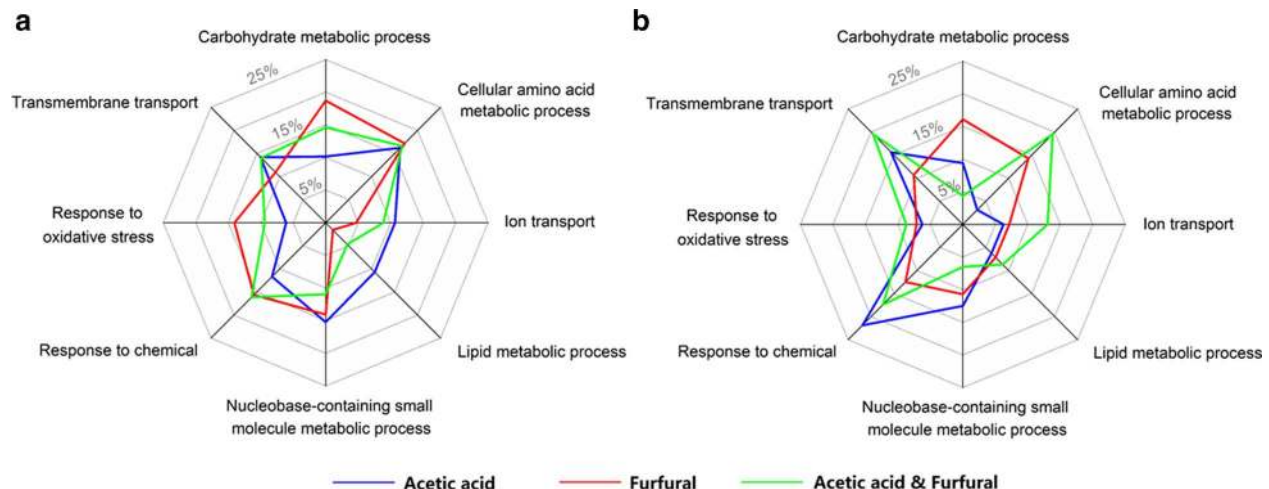 a
Carbohydrate metabolic process
25%
Transmembrane transport
Cellular amino acid
metabolic process
15%
5%
Response to
oxidative stress
Ion transport
Response to chemical
Lipid metabolic process
Nucleobase-containing small
molecule metabolic process
b
Carbohydrate metabolic process
25%
Transmembrane transport
Cellular amino acid
metabolic process
15%
5%
Response to
oxidative stress
Ion transport
Response to chemical
Lipid metabolic process
Nucleobase-containing small
molecule metabolic process
Acetic acid
Furfural
Acetic acid & Furfural